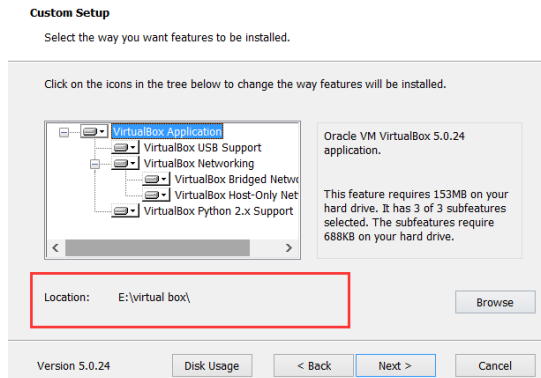 Custom Setup
Select the way you want features to be installed.
Click on the icons in the tree below to change the way features will be installed.
VirtualBox Application
VirtualBox USB Support
VirtualBox Networking
VirtualBox Bridged Netwo
VirtualBox Host-Only Net
VirtualBox Python 2.x Support
Oracle VM VirtualBox 5.0.24
application.
This feature requires 153MB on your
hard drive. It has 3 of 3 subfeatures
selected. The subfeatures require
688KB on your hard drive.
Location: E:\virtual box\
Browse
Version 5.0.24 Disk Usage < Back Next > Cancel